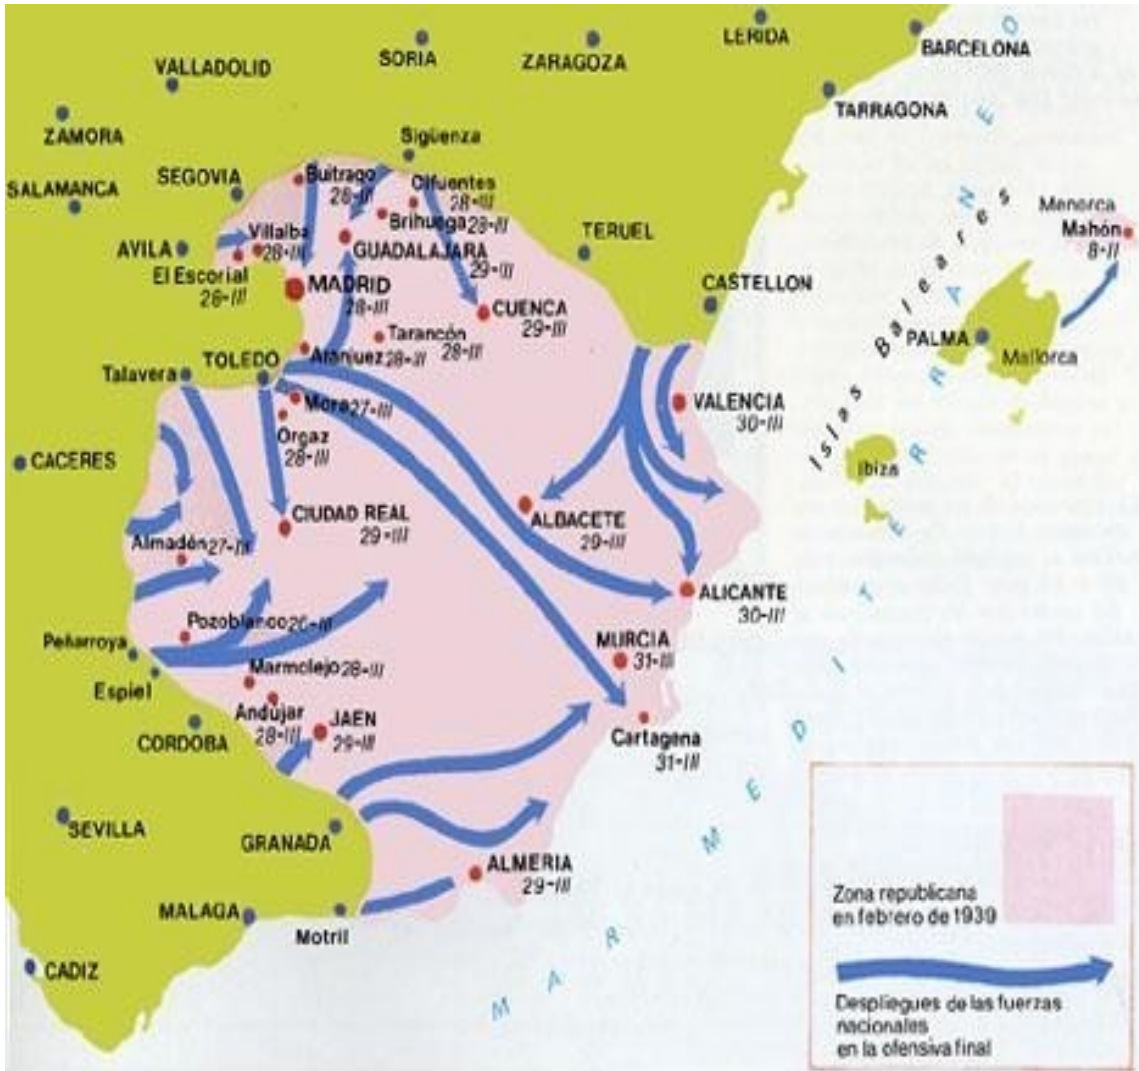 LERIDA
BARCELONA
SORIA
ZARAGOZA
VALLADOLID
TARRAGONA
ZAMORA
Sigüenza
SEGOVIA
Buitrago
28-III
SALAMANCA
Cifuentes
28-III
Brihuega 28-III
Menorca
Mahón
8-II
Villalba
28-III
AVILA
GUADALAJARA
29-III
TERUEL
El Escorial
28-III
MADRID
28-III
CASTELLON
CUENCA
29-III
Islas Baleares
PALMA
Mallorca
Tarancón
28-III
TOLEDO
Aranjuez 28-III
Talavera
Mora 27-III
VALENCIA
30-III
Orgaz
28-III
CACERES
Ibiza
CIUDAD REAL
29-III
ALBACETE
29-III
Almadén 27-III
ALICANTE
30-III
Pozoblanco 26-III
Peñarroya
MURCIA
31-III
Espiel
Marmolejo 28-III
Andújar
28-III
JAEN
29-III
CORDOBA
Cartagena
31-III
SEVILLA
GRANADA
ALMERIA
29-III
MALAGA
Motril
CADIZ
MAR MEDITERRANEO
Zona republicana
en febrero de 1939
Despliegues de las fuerzas
nacionales
en la ofensiva final